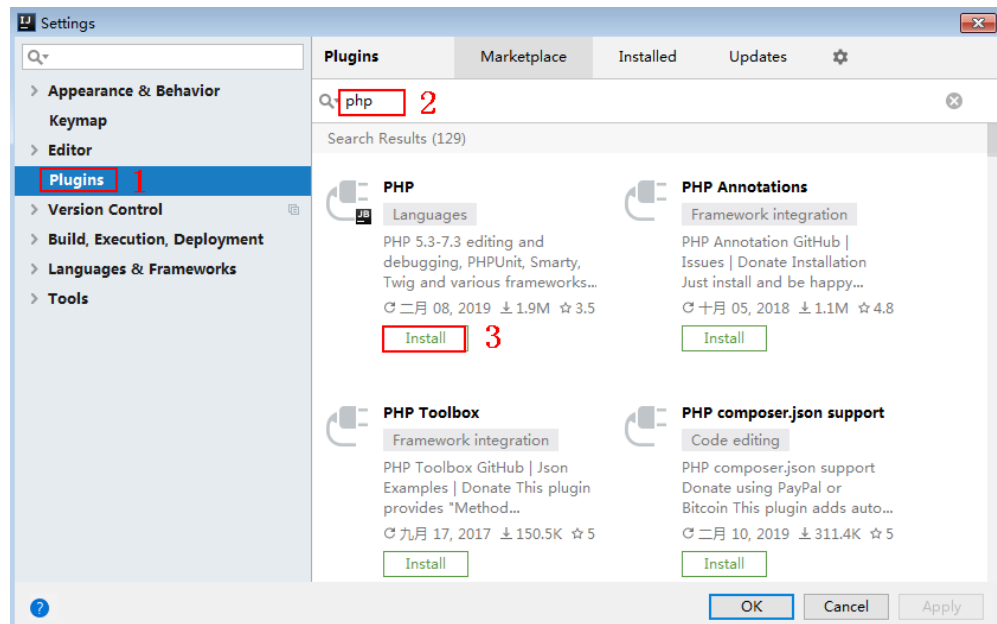 Settings
Appearance & Behavior
Keymap
Editor
Plugins 1
Version Control
Build, Execution, Deployment
Languages & Frameworks
Tools
Plugins Marketplace Installed Updates
php 2
Search Results (129)
PHP
Languages
PHP 5.3-7.3 editing and
debugging, PHPUnit, Smarty,
Twig and various frameworks...
二月 08, 2019 1.9M 3.5
Install 3
PHP Annotations
Framework integration
PHP Annotation GitHub |
Issues | Donate Installation
Just install and be happy...
十月 05, 2018 1.1M 4.8
Install
PHP Toolbox
Framework integration
PHP Toolbox GitHub | Json
Examples | Donate This plugin
provides "Method...
九月 17, 2017 150.5K 5
Install
PHP composer.json support
Code editing
PHP composer.json support
Donate using PayPal or
Bitcoin This plugin adds auto...
二月 10, 2019 311.4K 5
Install
?
OK Cancel Apply